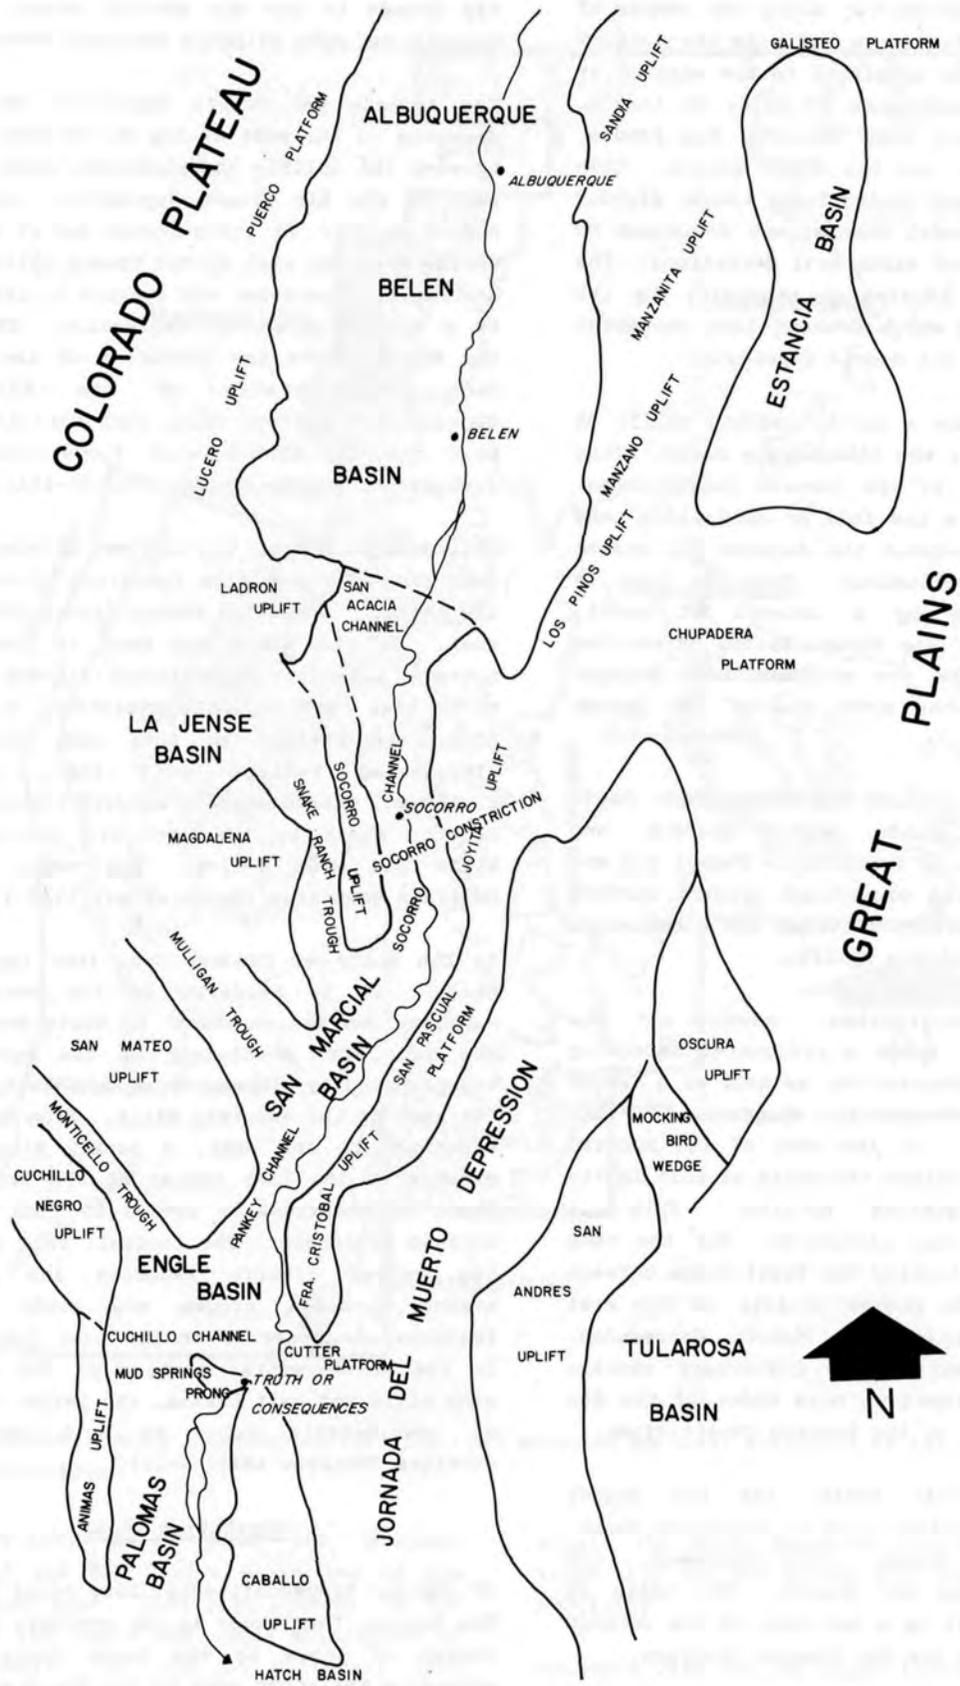 GALISTEO PLATFORM
COLORADO PLATEAU
PUERCO PLATFORM
ALBUQUERQUE
SANDIA UPLIFT
ALBUQUERQUE
ESTANCIA BASIN
BELEN
MANZANITA UPLIFT
LUCERO UPLIFT
BELEN
MANZANO UPLIFT
BASIN
LOS PINOS UPLIFT
LADRON
UPLIFT
SAN
ACACIA
CHANNEL
CHUPADERA
PLATFORM
GREAT PLAINS
LA JENSE
BASIN
SNAKE RANCH TROUGH
SOCORRO UPLIFT
SOCORRO CHANNEL
SOCORRO
SOCORRO CONSTRICTION
JOYITA UPLIFT
MAGDALENA
UPLIFT
MULLIGAN TROUGH
SAN MARCIAL
BASIN
SAN PASCUAL
PLATFORM
SAN MATEO
UPLIFT
OSCURA
UPLIFT
MOCKING
BIRD
WEDGE
MONTICELLO TROUGH
PANKEY CHANNEL
FRA. CRISTOBAL UPLIFT
JORNADA DEL MUERTO DEPRESSION
CUCHILLO
NEGRO
UPLIFT
ENGLE
BASIN
SAN
ANDRES
UPLIFT
CUCHILLO CHANNEL
CUTTER
PLATFORM
TULAROSA
BASIN
MUD SPRINGS
PRONG
TRUTH OR
CONSEQUENCES
N
ANIMAS UPLIFT
PALOMAS
BASIN
CABALLO
UPLIFT
HATCH BASIN